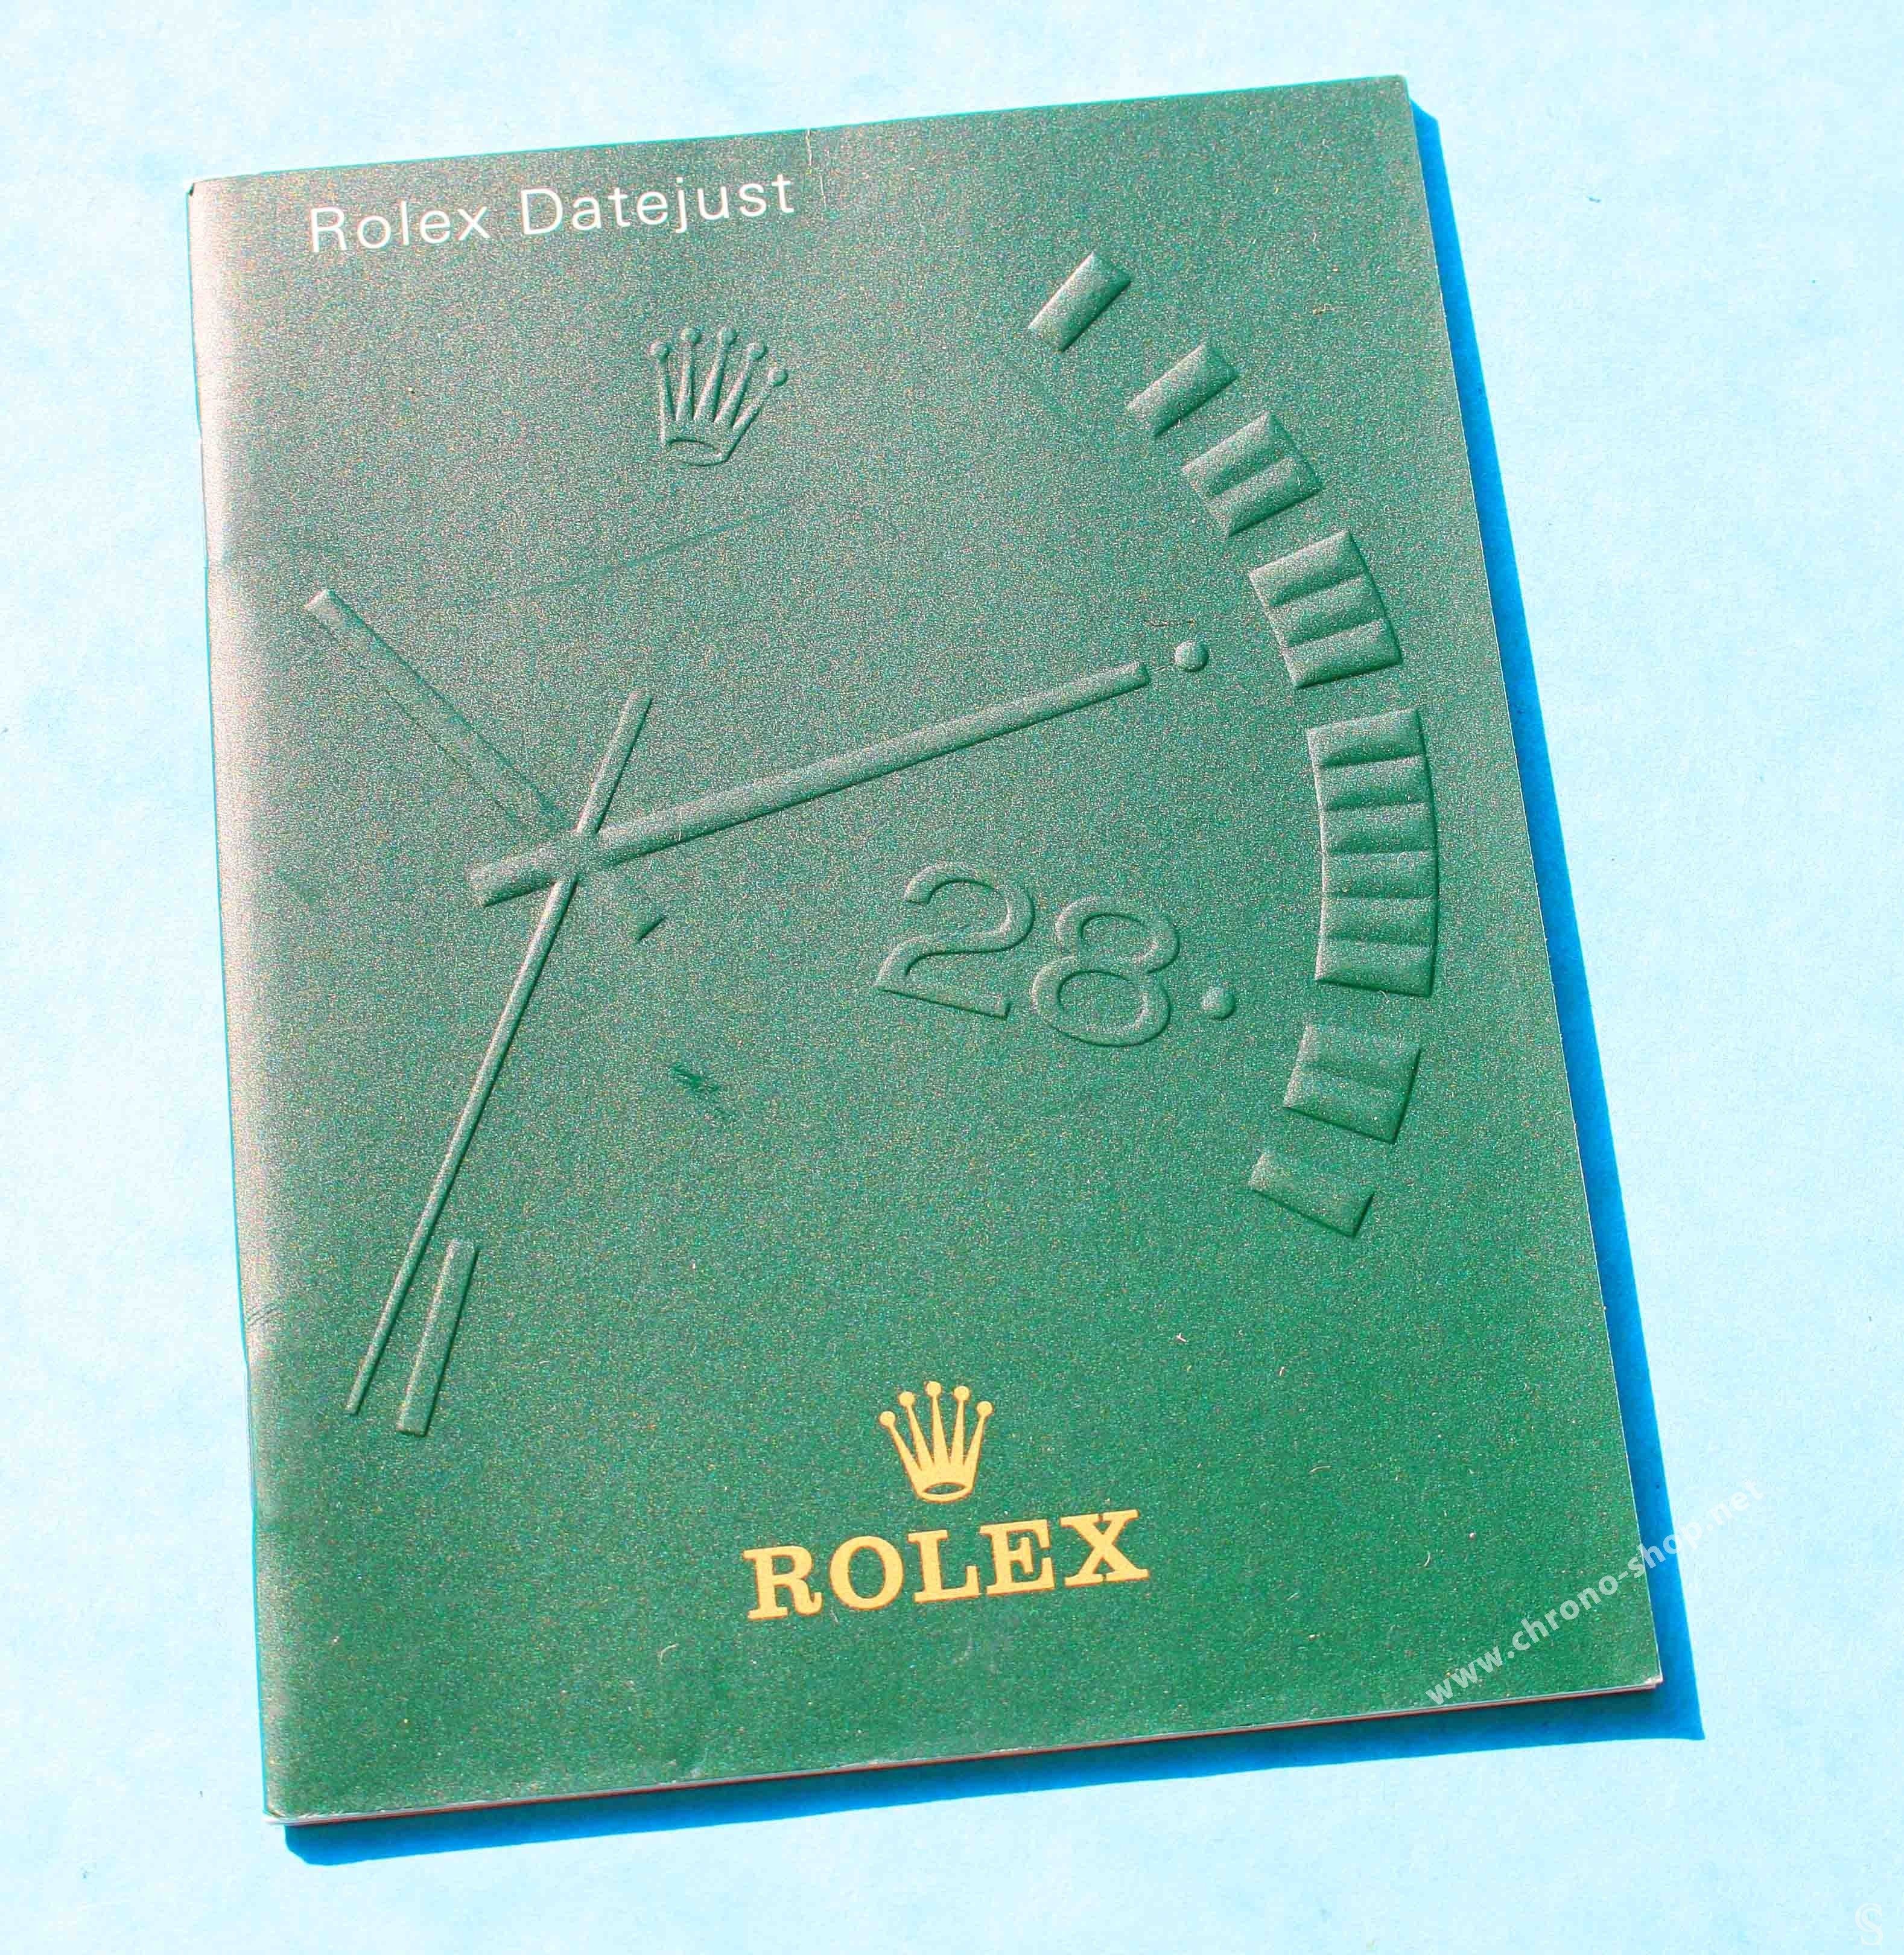 Rolex Datejust
28.
ROLEX
www.chrono-shop.net